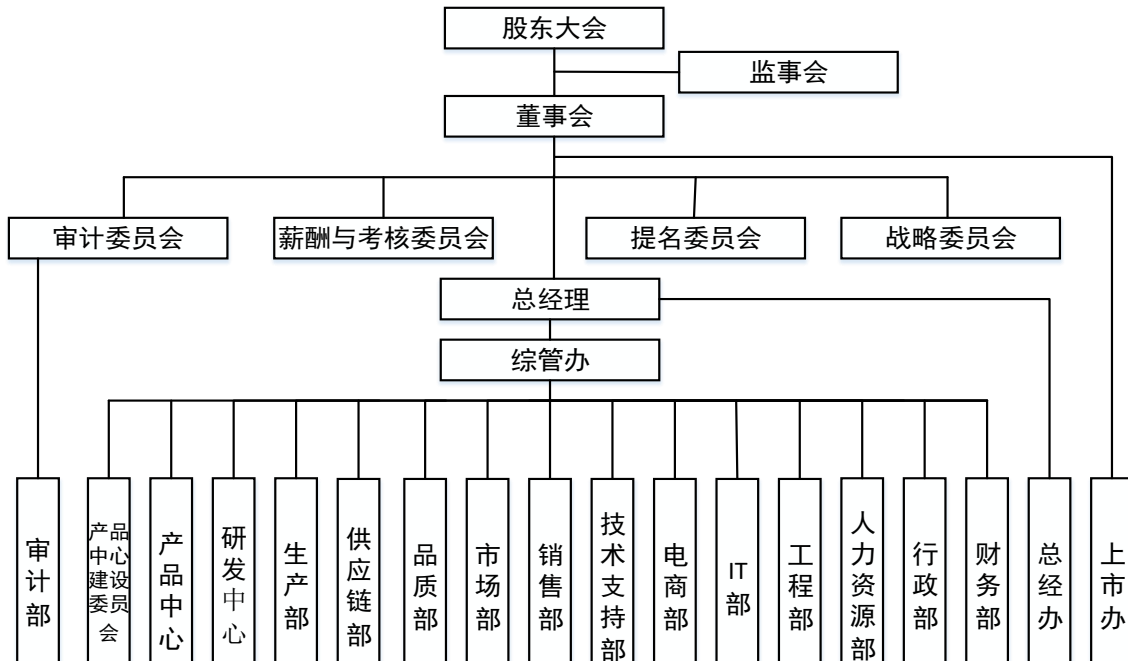 股东大会
监事会
董事会
审计委员会
薪酬与考核委员会
提名委员会
战略委员会
总经理
综管办
审计部
产品中心建设委员会
产品中心
研发中心
生产部
供应链部
品质部
市场部
销售部
技术支持部
电商部
IT部
工程部
人力资源部
行政部
财务部
总经办
上市办